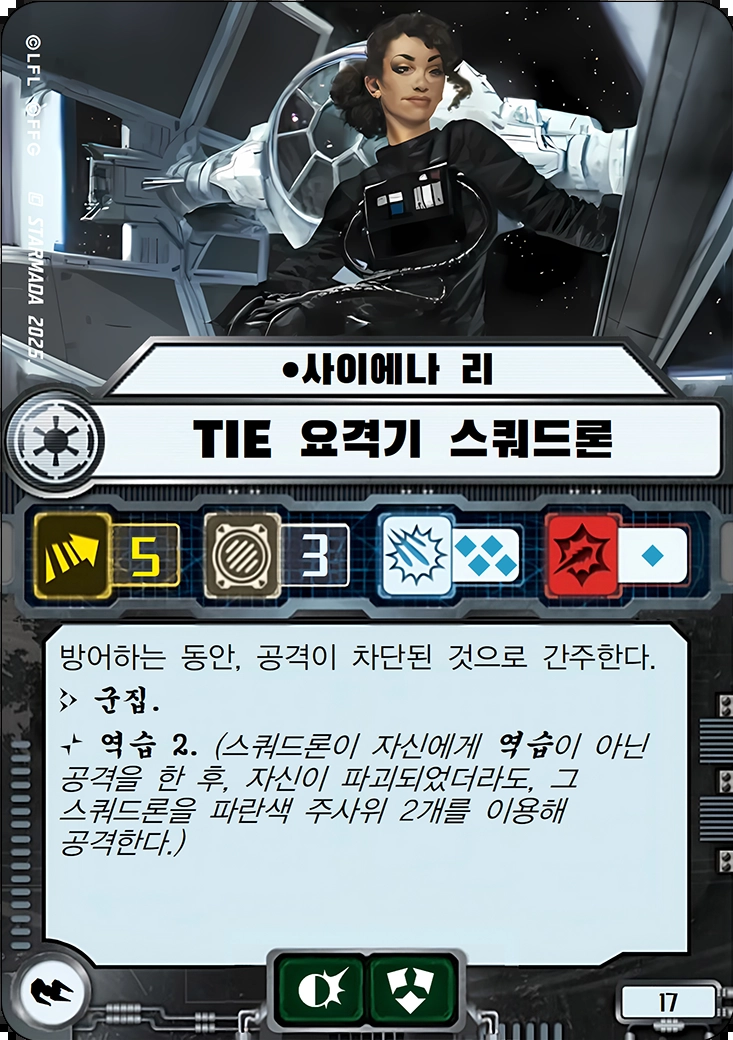 ©LFL ©FFG © STARMADA 2025.
•사이에나 리
TIE 요격기 스쿼드론
5
3
방어하는 동안, 공격이 차단된 것으로 간주한다.
군집.
역습 2. (스쿼드론이 자신에게 역습이 아닌
공격을 한 후, 자신이 파괴되었더라도, 그
스쿼드론을 파란색 주사위 2개를 이용해
공격한다.)
17